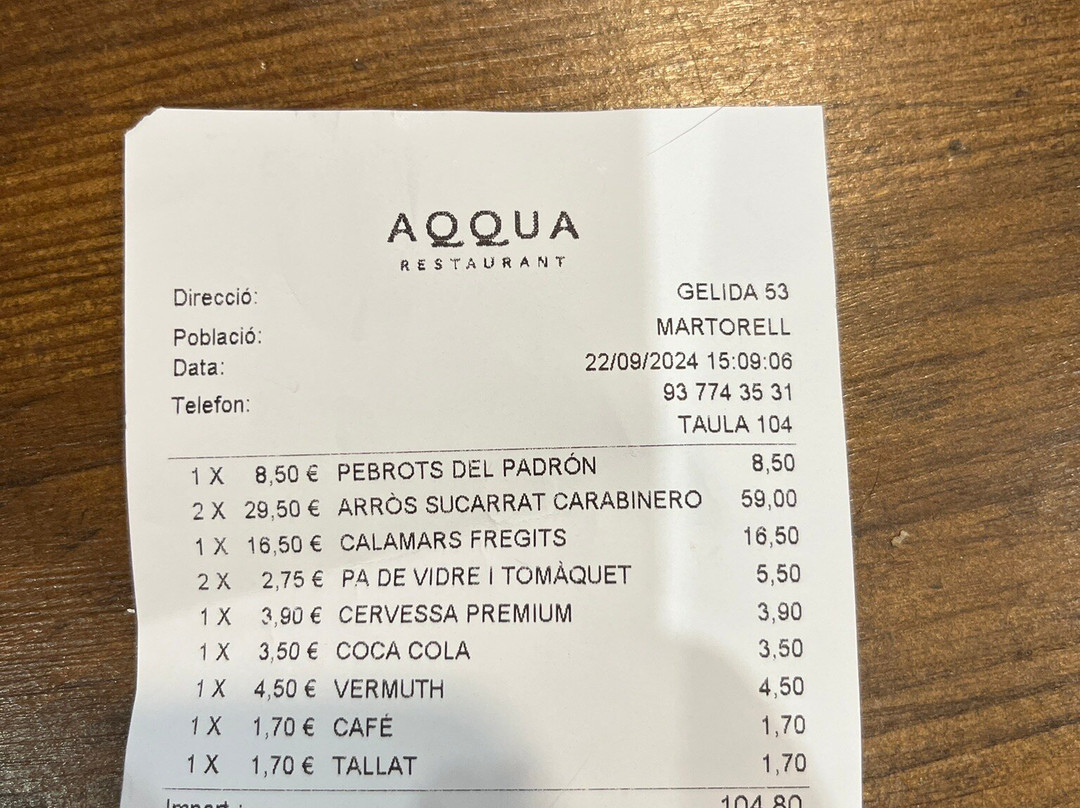 AQQUA
RESTAURANT
Direcció: GELIDA 53
Població: MARTORELL
Data: 22/09/2024 15:09:06
Telefon: 93 774 35 31
TAULA 104
1 X 8,50 € PEBROTS DEL PADRÓN 8,50
2 X 29,50 € ARRÒS SUCARRAT CARABINERO 59,00
1 X 16,50 € CALAMARS FREGITS 16,50
2 X 2,75 € PA DE VIDRE I TOMÀQUET 5,50
1 X 3,90 € CERVESSA PREMIUM 3,90
1 X 3,50 € COCA COLA 3,50
1 X 4,50 € VERMUTH 4,50
1 X 1,70 € CAFÉ 1,70
1 X 1,70 € TALLAT 1,70
Import : 104,80